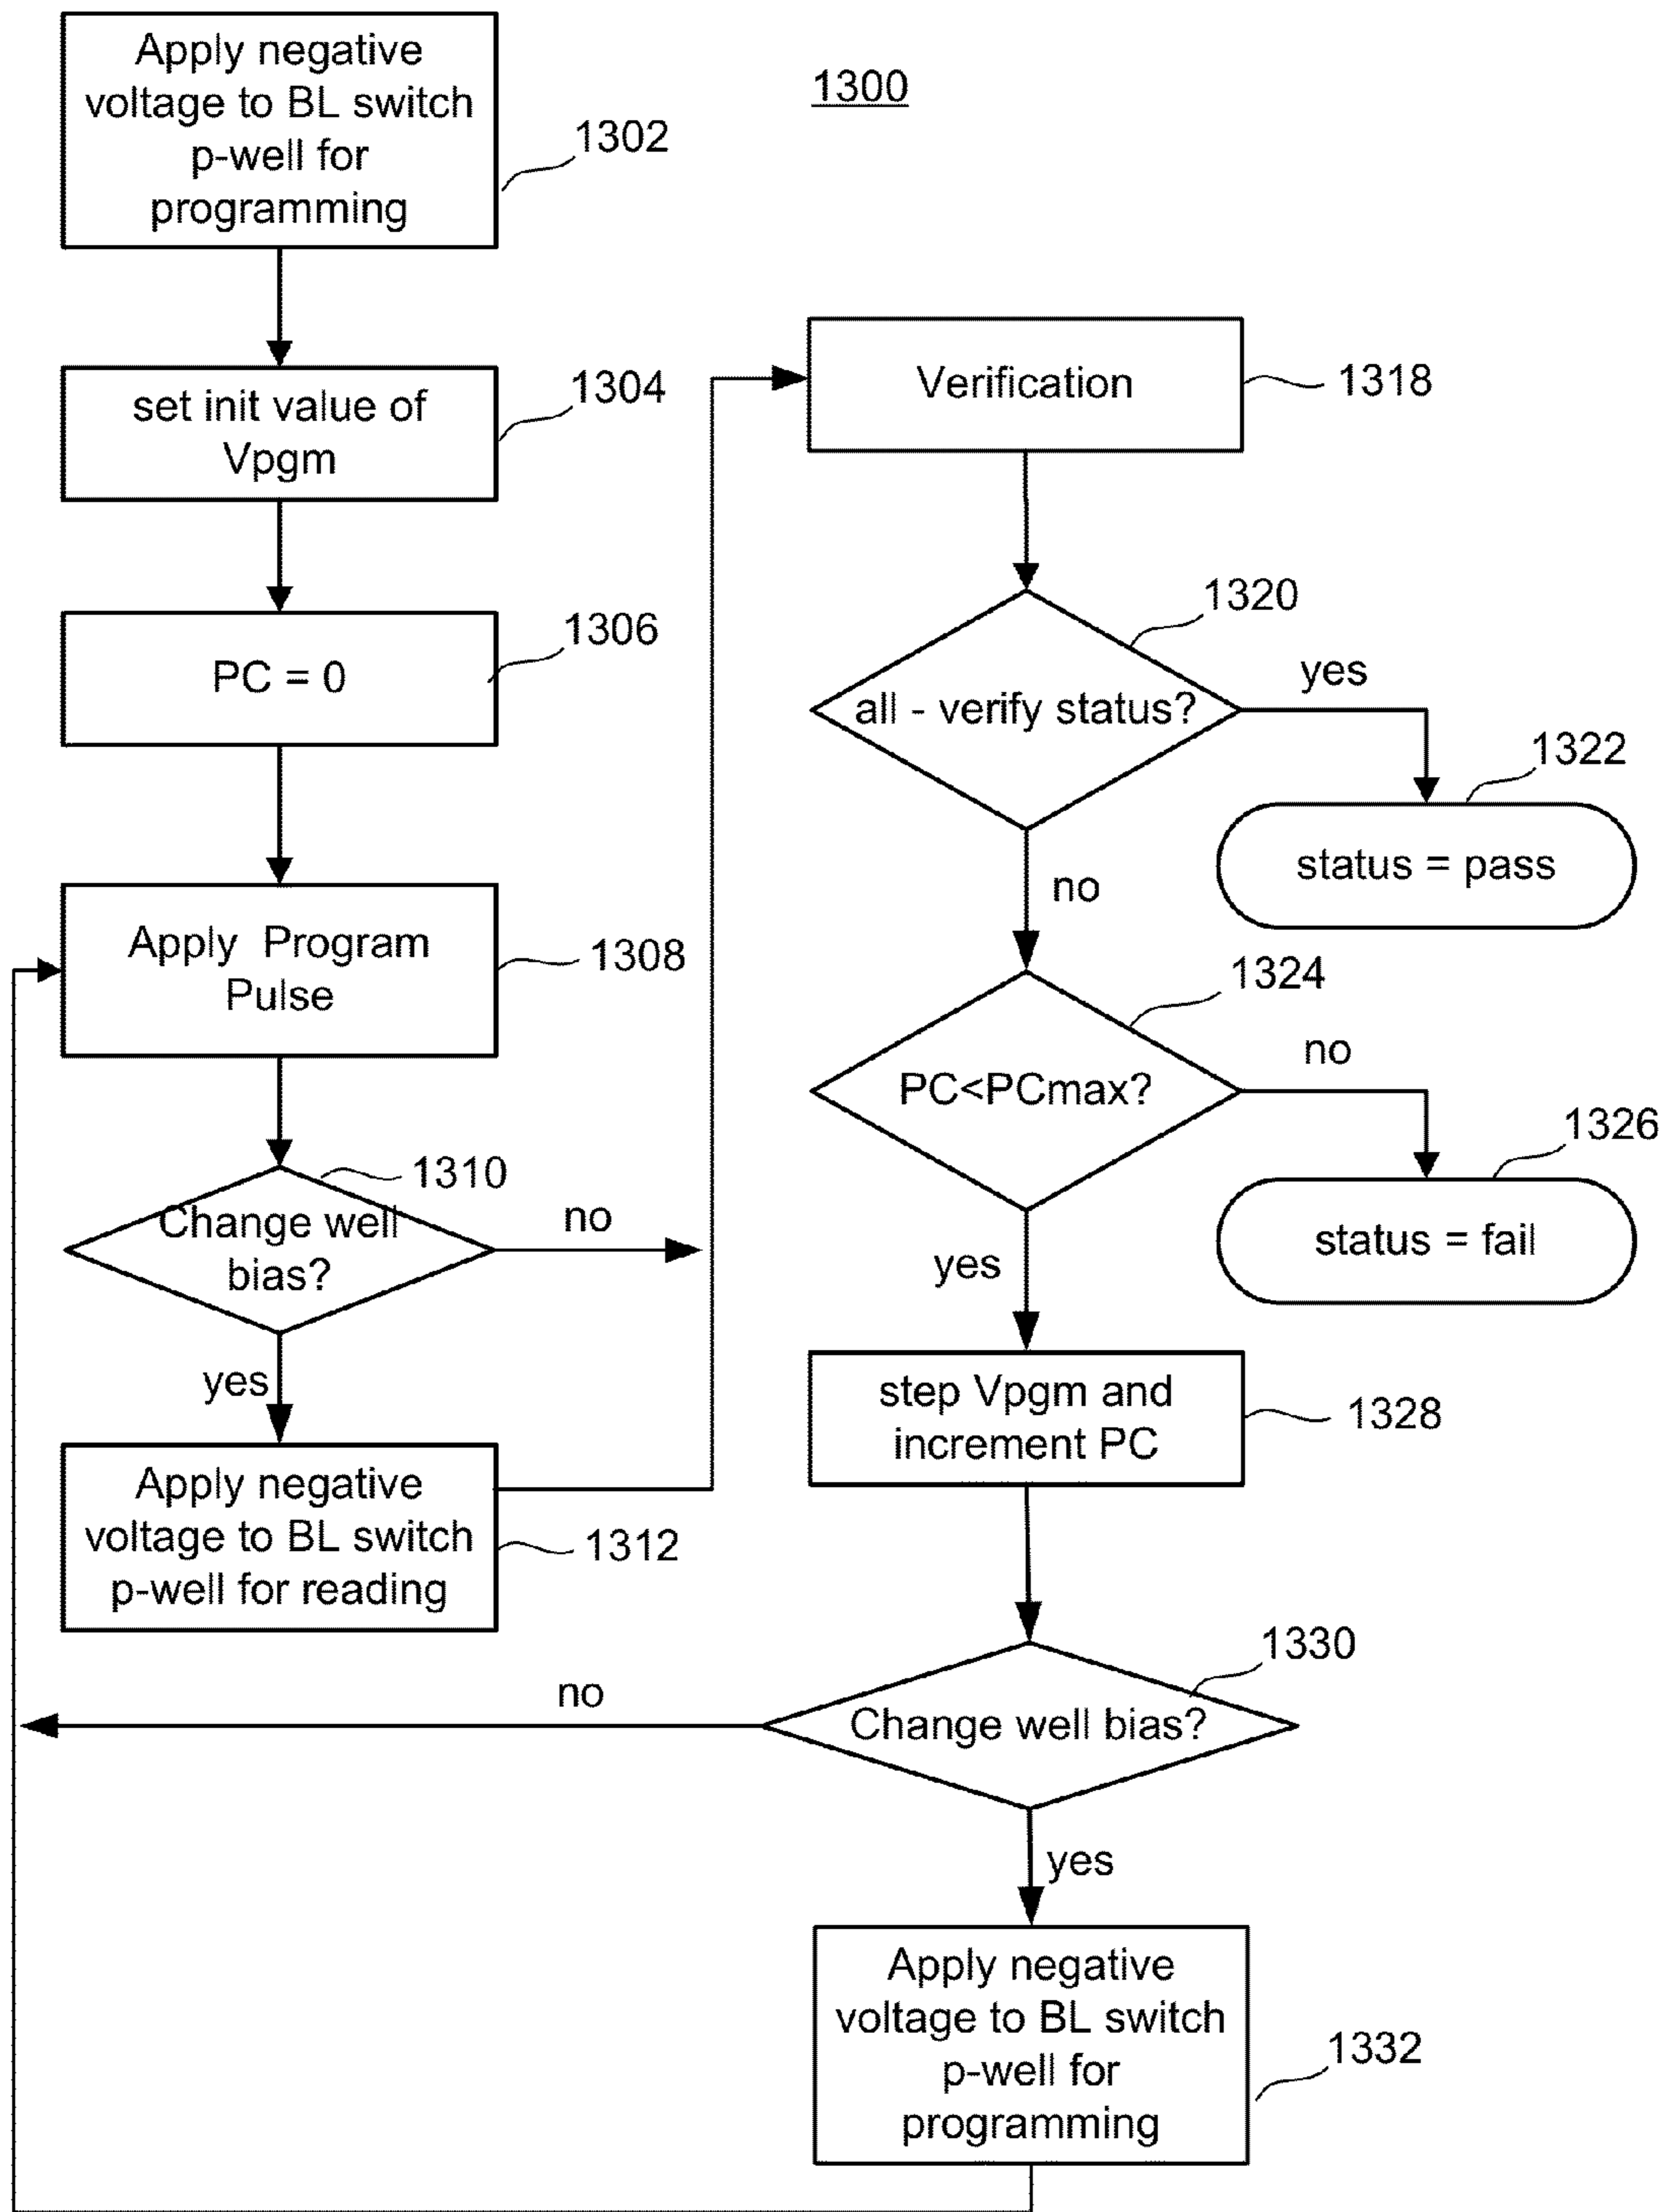 Apply negative
voltage to BL switch
p-well for
programming
1302
1300
set init value of
Vpgm
1304
PC = 0
1306
Apply Program
Pulse
1308
Change well
bias?
1310
no
yes
Apply negative
voltage to BL switch
p-well for reading
1312
Verification
1318
all - verify status?
1320
yes
status = pass
1322
no
PC<PCmax?
1324
no
status = fail
1326
yes
step Vpgm and
increment PC
1328
Change well bias?
1330
no
yes
Apply negative
voltage to BL switch
p-well for
programming
1332